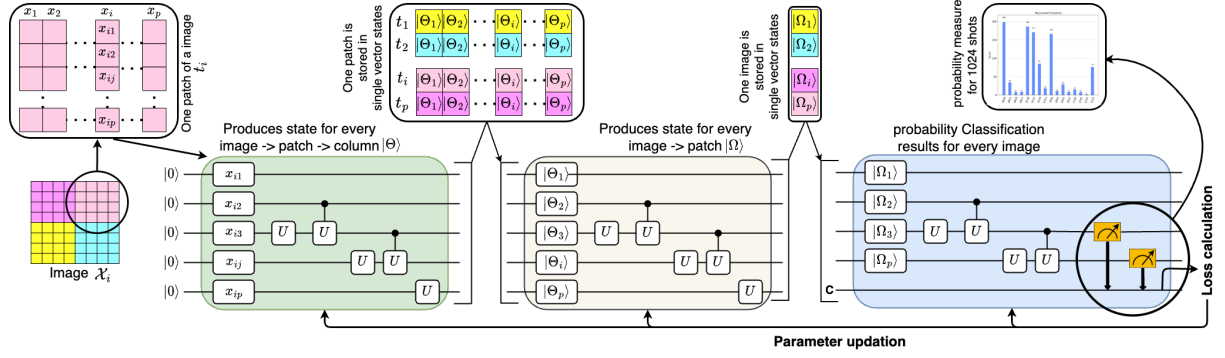 x₁ x₂ xᵢ xₚ
xᵢ₁
xᵢ₂
xᵢⱼ
xᵢₚ
One patch of a image
tᵢ
Image 𝒳ᵢ
One patch is
stored in
single vector states
t₁ |Θ₁⟩ |Θ₂⟩ |Θᵢ⟩ |Θₚ⟩
t₂ |Θ₁⟩ |Θ₂⟩ |Θᵢ⟩ |Θₚ⟩
tᵢ |Θ₁⟩ |Θ₂⟩ |Θᵢ⟩ |Θₚ⟩
tₚ |Θ₁⟩ |Θ₂⟩ |Θᵢ⟩ |Θₚ⟩
One image is
stored in
single vector states
|Ω₁⟩
|Ω₂⟩
|Ωᵢ⟩
|Ωₚ⟩
probability measure
for 1024 shots
Produces state for every
image -> patch -> column |Θ⟩
|0⟩ xᵢ₁
|0⟩ xᵢ₂
|0⟩ xᵢ₃ U U
|0⟩ xᵢⱼ U U
|0⟩ xᵢₚ U
Produces state for every
image -> patch |Ω⟩
|Θ₁⟩
|Θ₂⟩
|Θ₃⟩ U U
|Θᵢ⟩ U U
|Θₚ⟩ U
probability Classification
results for every image
|Ω₁⟩
|Ω₂⟩
|Ω₃⟩ U U
|Ωₚ⟩ U U
C
Loss calculation
Parameter updation